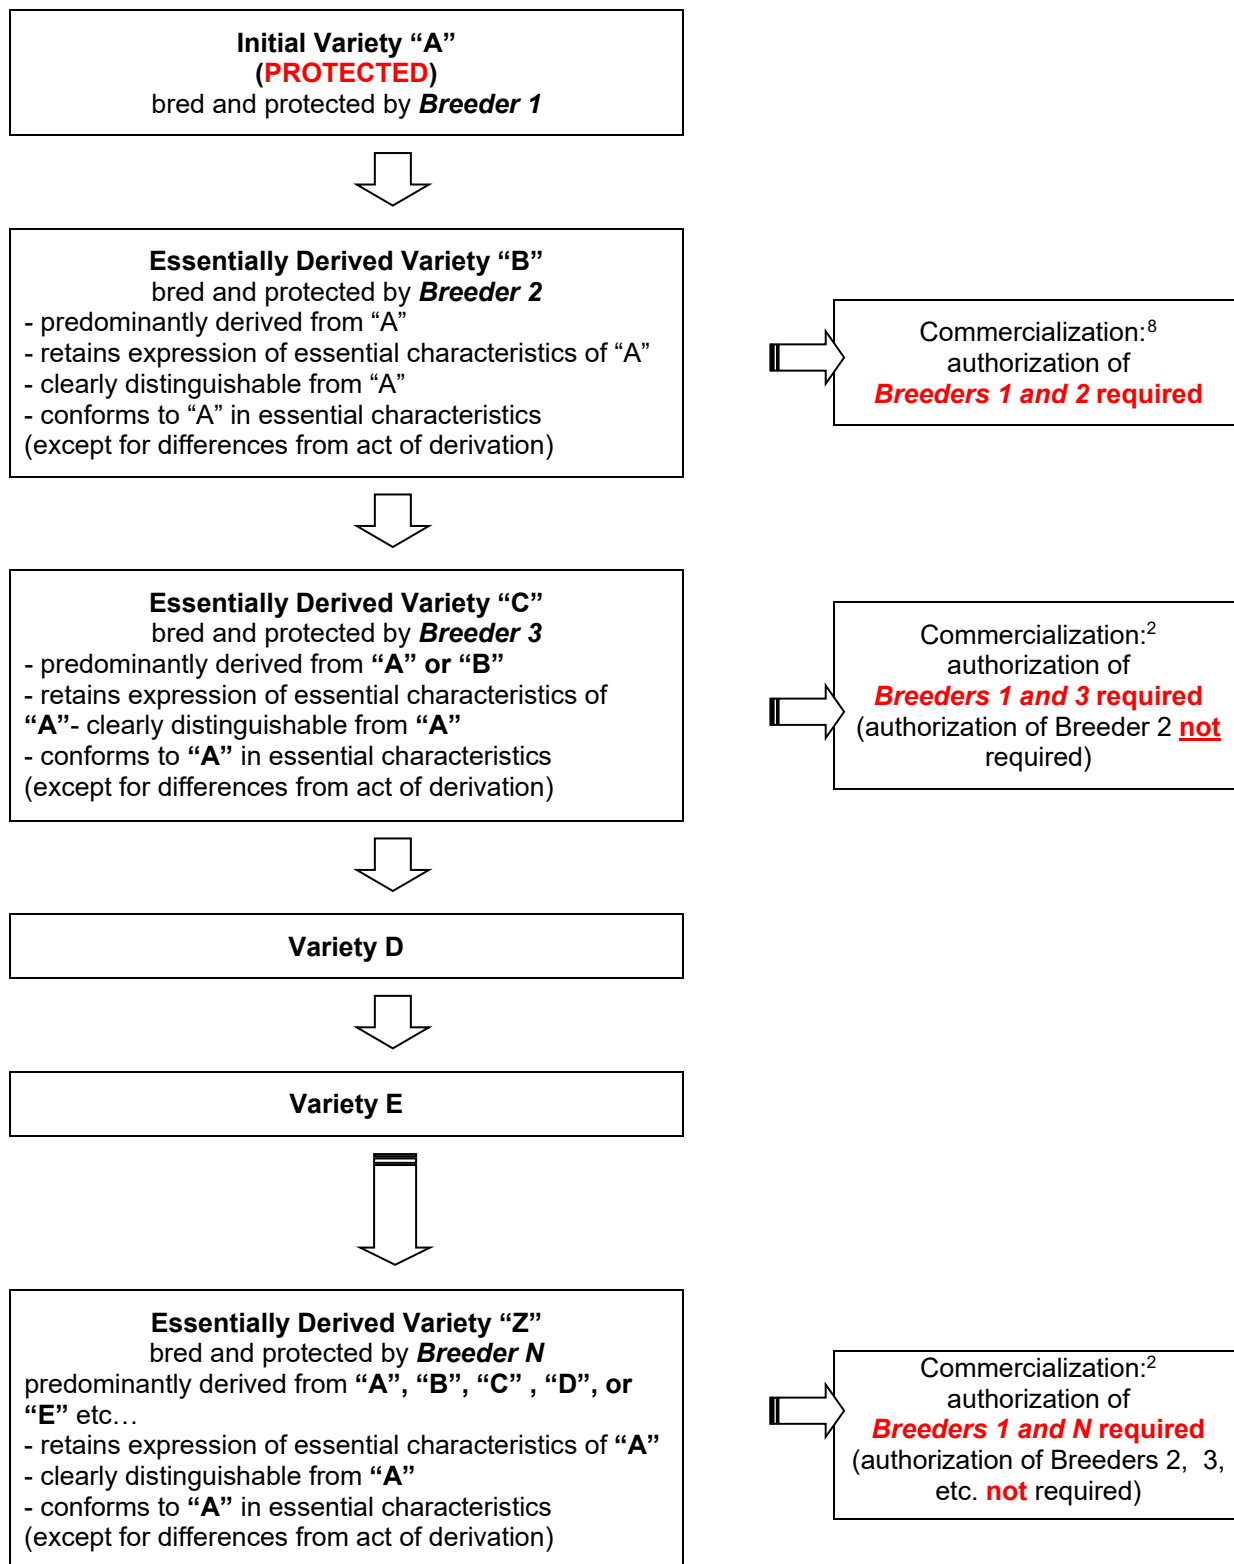 Initial Variety “A”
(PROTECTED)
bred and protected by Breeder 1
Essentially Derived Variety “B”
bred and protected by Breeder 2
- predominantly derived from “A”
- retains expression of essential characteristics of “A”
- clearly distinguishable from “A”
- conforms to “A” in essential characteristics
(except for differences from act of derivation)
Commercialization:8
authorization of
Breeders 1 and 2 required
Essentially Derived Variety “C”
bred and protected by Breeder 3
- predominantly derived from “A” or “B”
- retains expression of essential characteristics of
“A”- clearly distinguishable from “A”
- conforms to “A” in essential characteristics
(except for differences from act of derivation)
Commercialization:2
authorization of
Breeders 1 and 3 required
(authorization of Breeder 2 not
required)
Variety D
Variety E
Essentially Derived Variety “Z”
bred and protected by Breeder N
predominantly derived from “A”, “B”, “C” , “D”, or
“E” etc…
- retains expression of essential characteristics of “A”
- clearly distinguishable from “A”
- conforms to “A” in essential characteristics
(except for differences from act of derivation)
Commercialization:2
authorization of
Breeders 1 and N required
(authorization of Breeders 2, 3,
etc. not required)